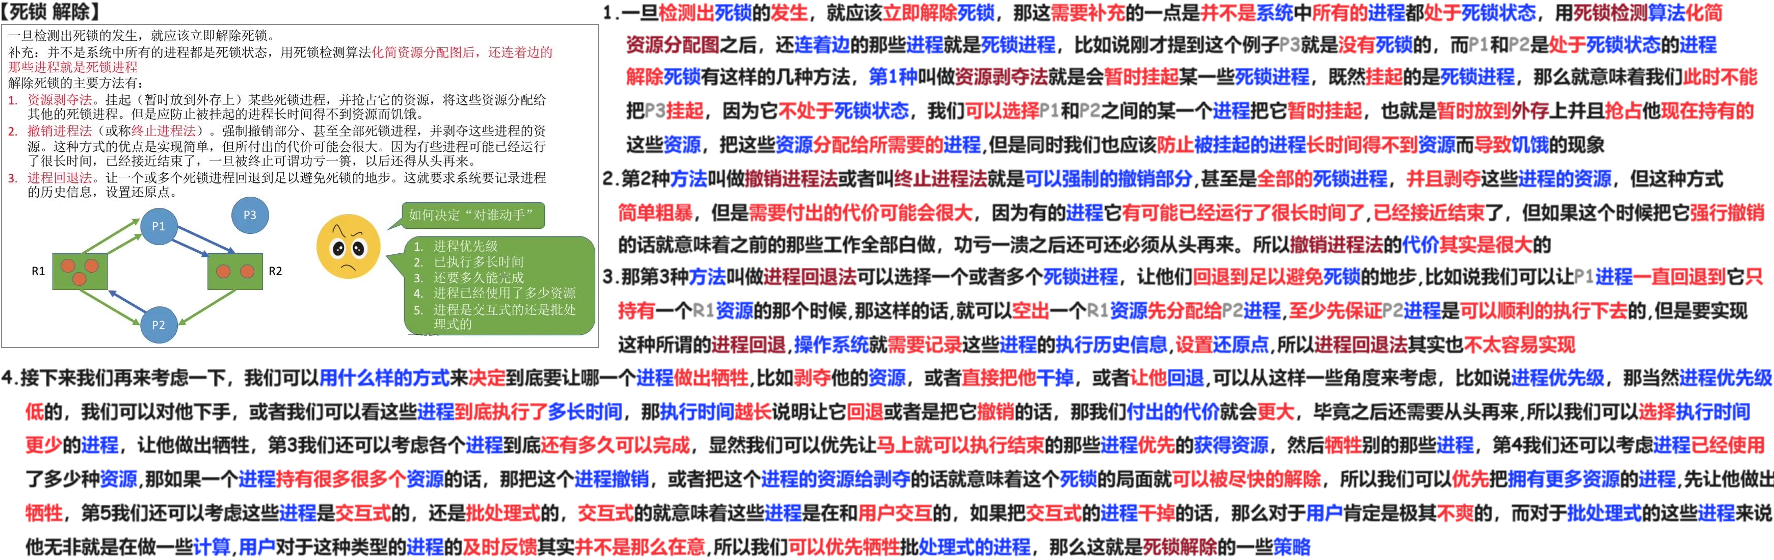 【死锁 解除】
一旦检测出死锁的发生，就应该立即解除死锁。
补充：并不是系统中所有的进程都是死锁状态，用死锁检测算法化简资源分配图后，还连着边的
那些进程就是死锁进程
解除死锁的主要方法有：
1. 资源剥夺法。挂起（暂时放到外存上）某些死锁进程，并抢占它的资源，将这些资源分配给
其他的死锁进程。但是应防止被挂起的进程长时间得不到资源而饥饿。
2. 撤销进程法（或称终止进程法）。强制撤销部分、甚至全部死锁进程，并剥夺这些进程的资
源。这种方式的优点是实现简单，但所付出的代价可能会很大。因为有些进程可能已经运行
了很长时间，已经接近结束了，一旦被终止可谓功亏一篑，以后还得从头再来。
3. 进程回退法。让一个或多个死锁进程回退到足以避免死锁的地步。这就要求系统要记录进程
的历史信息，设置还原点。
P1
P3
R1
R2
P2
如何决定“对谁动手”
1. 进程优先级
2. 已执行多长时间
3. 还要多久能完成
4. 进程已经使用了多少资源
5. 进程是交互式的还是批处
理式的
1.一旦检测出死锁的发生，就应该立即解除死锁，那这需要补充的一点是并不是系统中所有的进程都处于死锁状态，用死锁检测算法化简
资源分配图之后，还连着边的那些进程就是死锁进程，比如说刚才提到这个例子P3就是没有死锁的，而P1和P2是处于死锁状态的进程
解除死锁有这样的几种方法，第1种叫做资源剥夺法就是会暂时挂起某一些死锁进程，既然挂起的是死锁进程，那么就意味着我们此时不能
把P3挂起，因为它不处于死锁状态，我们可以选择P1和P2之间的某一个进程把它暂时挂起，也就是暂时放到外存上并且抢占他现在持有的
这些资源，把这些资源分配给所需要的进程,但是同时我们也应该防止被挂起的进程长时间得不到资源而导致饥饿的现象
2.第2种方法叫做撤销进程法或者叫终止进程法就是可以强制的撤销部分,甚至是全部的死锁进程，并且剥夺这些进程的资源，但这种方式
简单粗暴，但是需要付出的代价可能会很大，因为有的进程它有可能已经运行了很长时间了,已经接近结束了，但如果这个时候把它强行撤销
的话就意味着之前的那些工作全部白做，功亏一溃之后还可还必须从头再来。所以撤销进程法的代价其实是很大的
3.那第3种方法叫做进程回退法可以选择一个或者多个死锁进程，让他们回退到足以避免死锁的地步,比如说我们可以让P1进程一直回退到它只
持有一个R1资源的那个时候,那这样的话,就可以空出一个R1资源先分配给P2进程,至少先保证P2进程是可以顺利的执行下去的,但是要实现
这种所谓的进程回退,操作系统就需要记录这些进程的执行历史信息,设置还原点,所以进程回退法其实也不太容易实现
4.接下来我们再来考虑一下，我们可以用什么样的方式来决定到底要让哪一个进程做出牺牲,比如剥夺他的资源，或者直接把他干掉，或者让他回退,可以从这样一些角度来考虑，比如说进程优先级，那当然进程优先级
低的，我们可以对他下手，或者我们可以看这些进程到底执行了多长时间，那执行时间越长说明让它回退或者是把它撤销的话，那我们付出的代价就会更大，毕竟之后还需要从头再来,所以我们可以选择执行时间
更少的进程，让他做出牺牲，第3我们还可以考虑各个进程到底还有多久可以完成，显然我们可以优先让马上就可以执行结束的那些进程优先的获得资源，然后牺牲别的那些进程，第4我们还可以考虑进程已经使用
了多少种资源,那如果一个进程持有很多很多个资源的话，那把这个进程撤销，或者把这个进程的资源给剥夺的话就意味着这个死锁的局面就可以被尽快的解除，所以我们可以优先把拥有更多资源的进程,先让他做出
牺牲，第5我们还可以考虑这些进程是交互式的，还是批处理式的，交互式的就意味着这些进程是在和用户交互的，如果把交互式的进程干掉的话，那么对于用户肯定是极其不爽的，而对于批处理式的这些进程来说
他无非就是在做一些计算,用户对于这种类型的进程的及时反馈其实并不是那么在意,所以我们可以优先牺牲批处理式的进程，那么这就是死锁解除的一些策略